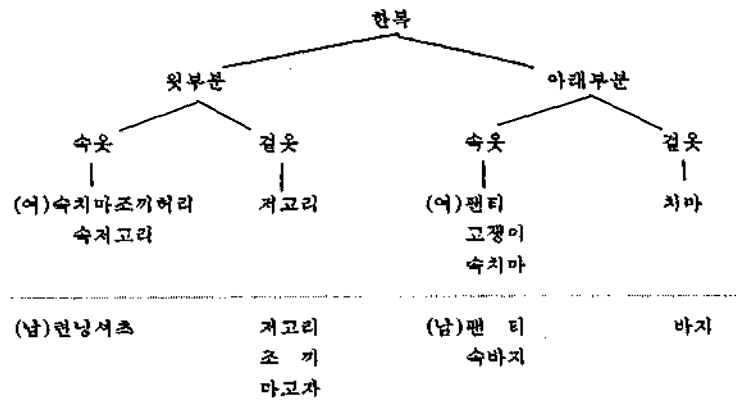 한복
윗부분 아래부분
속옷 겉옷 속옷 겉옷
(여)속치마조끼허리 저고리 (여)팬티 치마
속저고리 고쟁이
속치마
(남)런닝셔츠 저고리 (남)팬 티 바지
조 끼 속바지
마고자